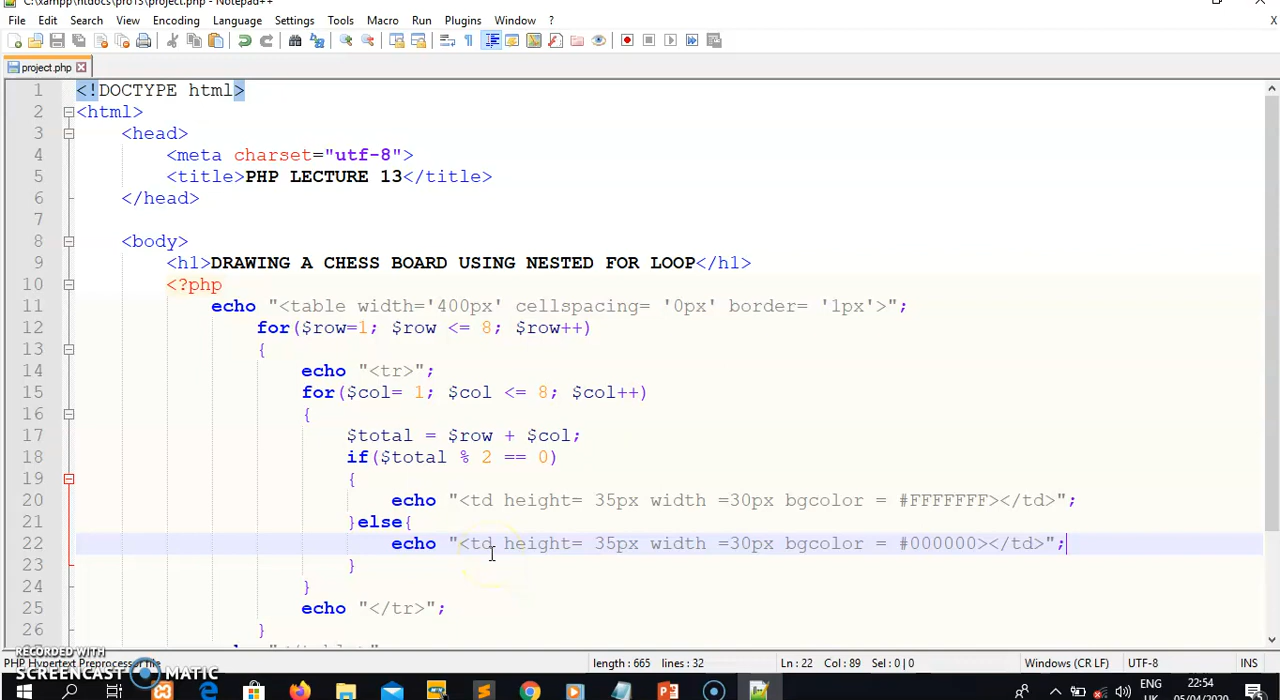 C:\xampp\htdocs\pro13\project.php - Notepad++
File Edit Search View Encoding Language Settings Tools Macro Run Plugins Window ? X
project.php
1 <!DOCTYPE html>
2 <html>
3 <head>
4 <meta charset="utf-8">
5 <title>PHP LECTURE 13</title>
6 </head>
7
8 <body>
9 <h1>DRAWING A CHESS BOARD USING NESTED FOR LOOP</h1>
10 <?php
11 echo "<table width='400px' cellspacing= '0px' border= '1px'>";
12 for($row=1; $row <= 8; $row++)
13 {
14 echo "<tr>";
15 for($col= 1; $col <= 8; $col++)
16 {
17 $total = $row + $col;
18 if($total % 2 == 0)
19 {
20 echo "<td height= 35px width =30px bgcolor = #FFFFFFF></td>";
21 }else{
22 echo "<td height= 35px width =30px bgcolor = #000000></td>";
23 }
24 }
25 echo "</tr>";
26 }
RECORDED WITH
SCREENCAST MATIC
PHP Hypertext Preprocessor file length : 665 lines : 32 Ln : 22 Col : 89 Sel : 0 | 0 Windows (CR LF) UTF-8 INS
ENG 22:54
UK 05/04/2020